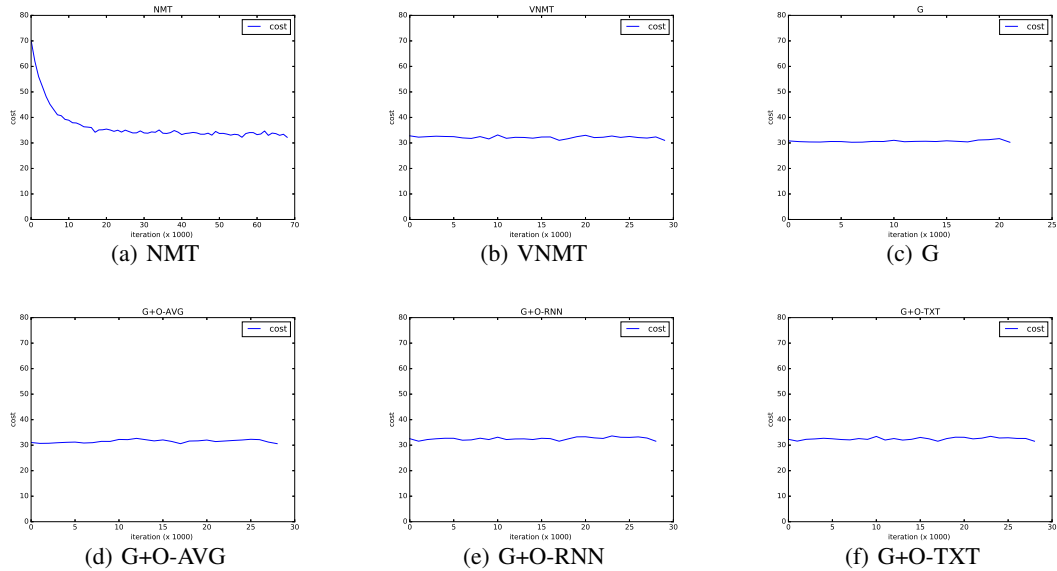 NMT
cost
80
70
60
50
40
30
20
10
0
cost
0 10 20 30 40 50 60 70
iteration (x 1000)
(a) NMT
VNMT
cost
80
70
60
50
40
30
20
10
0
cost
0 5 10 15 20 25 30
iteration (x 1000)
(b) VNMT
G
cost
80
70
60
50
40
30
20
10
0
cost
0 5 10 15 20 25
iteration (x 1000)
(c) G
G+O-AVG
cost
80
70
60
50
40
30
20
10
0
cost
0 5 10 15 20 25 30
iteration (x 1000)
(d) G+O-AVG
G+O-RNN
cost
80
70
60
50
40
30
20
10
0
cost
0 5 10 15 20 25 30
iteration (x 1000)
(e) G+O-RNN
G+O-TXT
cost
80
70
60
50
40
30
20
10
0
cost
0 5 10 15 20 25 30
iteration (x 1000)
(f) G+O-TXT